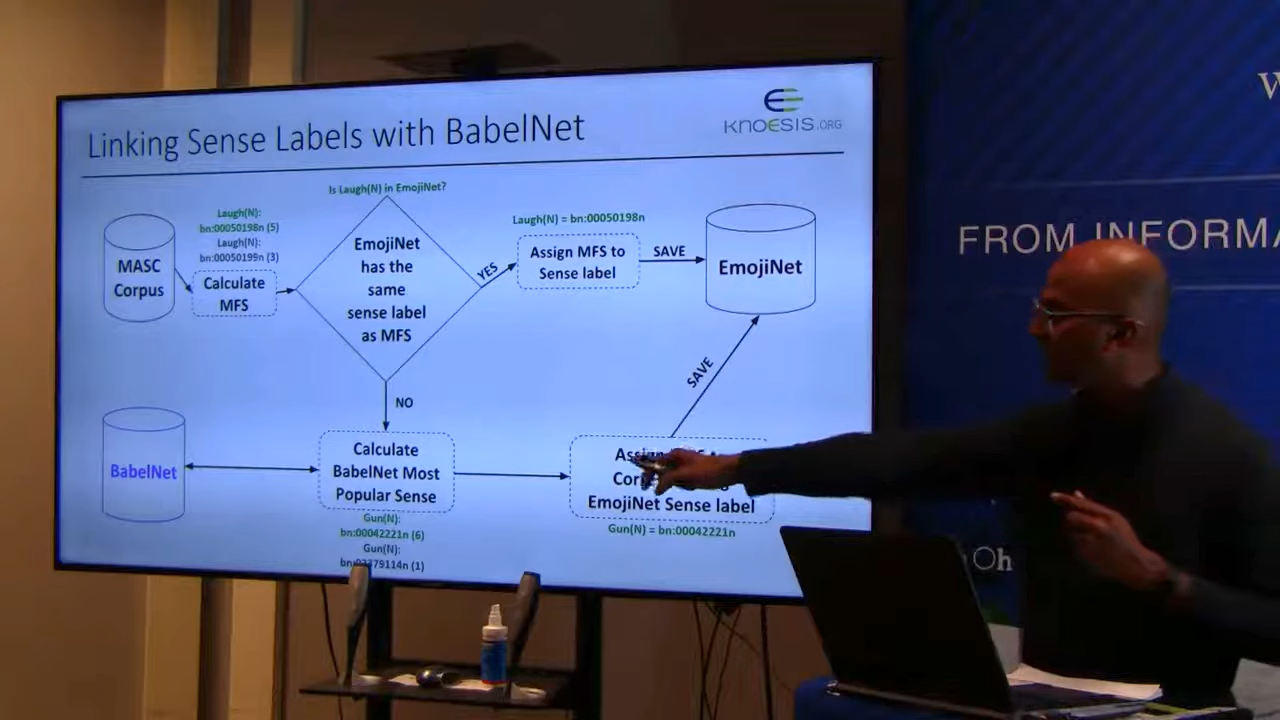 Linking Sense Labels with BabelNet
KNOESIS.ORG
Is Laugh(N) in EmojiNet?
Laugh(N):
bn:00050198n (5)
Laugh(N):
bn:00050199n (3)
MASC
Corpus
Calculate
MFS
EmojiNet
has the
same
sense label
as MFS
YES
Laugh(N) = bn:00050198n
Assign MFS to
Sense label
SAVE
EmojiNet
SAVE
NO
BabelNet
Calculate
BabelNet Most
Popular Sense
Gun(N):
bn:00042221n (6)
Gun(N):
EmojiNet Sense label
Gun(N) = bn:00042221n
W
FROM INFORMA
Oh